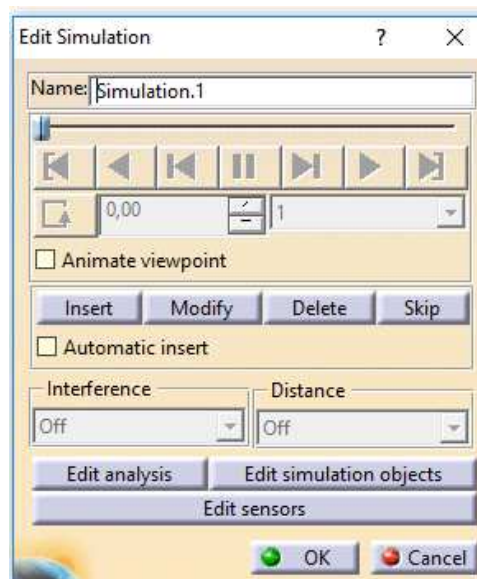 Edit Simulation ?
Name: Simulation.1
0,00 1
Animate viewpoint
Insert Modify Delete Skip
Automatic insert
Interference Distance
Off Off
Edit analysis Edit simulation objects
Edit sensors
OK Cancel